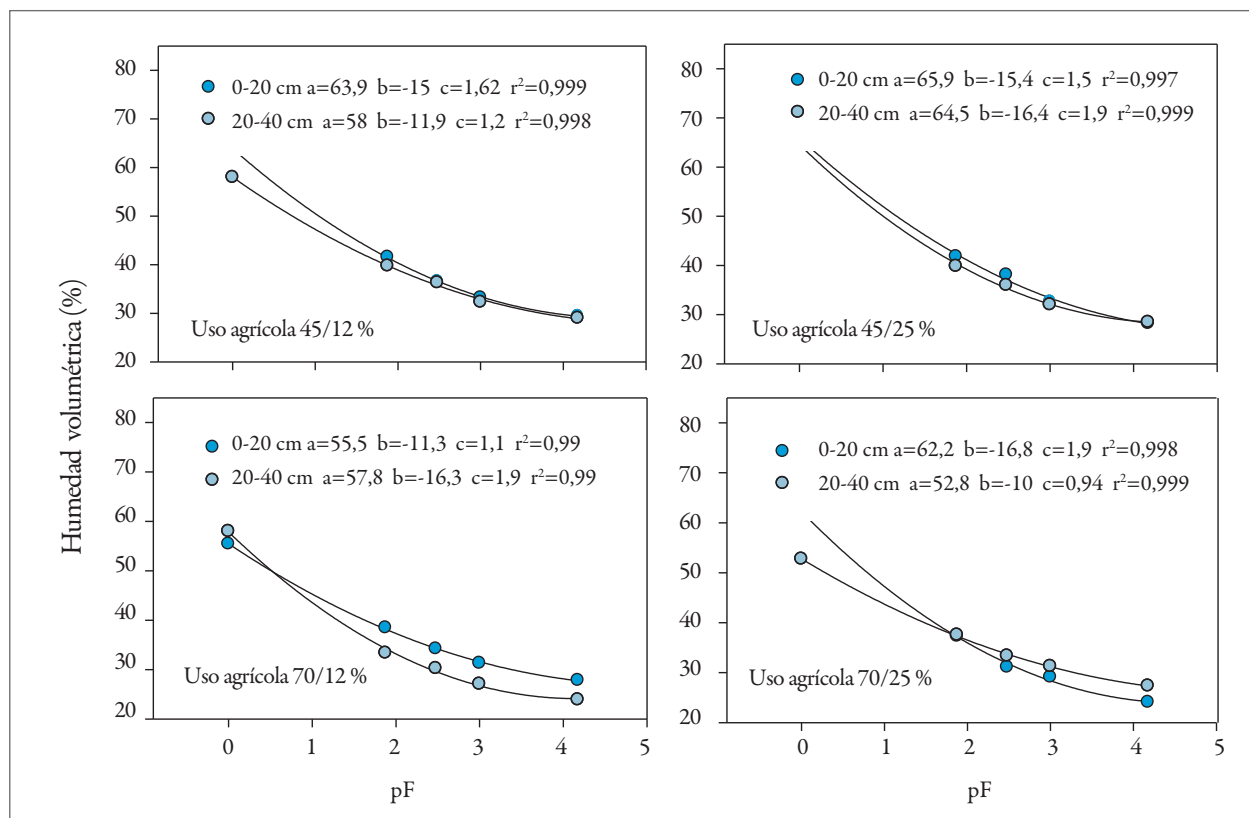 Humedad volumétrica (%)
80
70
60
50
40
30
20
0-20 cm a=63,9 b=-15 c=1,62 r²=0,999
20-40 cm a=58 b=-11,9 c=1,2 r²=0,998
Uso agrícola 45/12 %
80
70
60
50
40
30
20
0-20 cm a=65,9 b=-15,4 c=1,5 r²=0,997
20-40 cm a=64,5 b=-16,4 c=1,9 r²=0,999
Uso agrícola 45/25 %
80
70
60
50
40
30
20
0-20 cm a=55,5 b=-11,3 c=1,1 r²=0,99
20-40 cm a=57,8 b=-16,3 c=1,9 r²=0,99
Uso agrícola 70/12 %
0 1 2 3 4 5
pF
80
70
60
50
40
30
20
0-20 cm a=62,2 b=-16,8 c=1,9 r²=0,998
20-40 cm a=52,8 b=-10 c=0,94 r²=0,999
Uso agrícola 70/25 %
0 1 2 3 4 5
pF